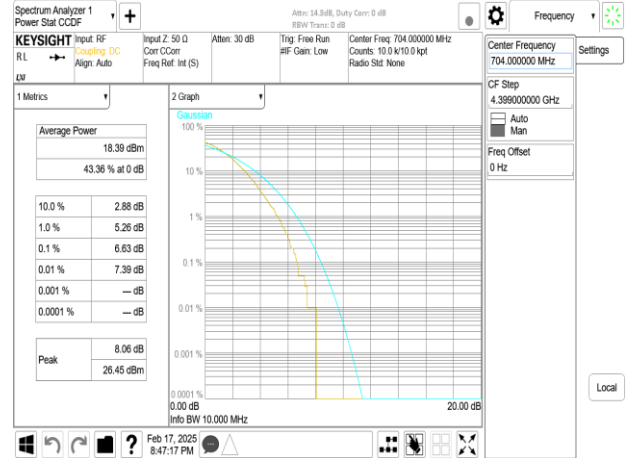 Spectrum Analyzer 1
Power Stat CCDF
Attn: 14.8dB, Duty Corr: 0 dB
RBW Trans: 0 dB
Frequency
KEYSIGHT
RL
Input: RF
Coupling: DC
Align: Auto
Input Z: 50 Ω
Corr CCorr
Freq Ref: Int (S)
Atten: 30 dB
Trig: Free Run
#IF Gain: Low
Center Freq: 704.000000 MHz
Counts: 10.0 k/10.0 kpt
Radio Std: None
Center Frequency
704.000000 MHz
Settings
CF Step
4.399000000 GHz
Auto
Man
Freq Offset
0 Hz
Local
1 Metrics
Average Power
18.39 dBm
43.36 % at 0 dB
10.0 % 2.88 dB
1.0 % 5.26 dB
0.1 % 6.63 dB
0.01 % 7.39 dB
0.001 % --- dB
0.0001 % --- dB
Peak
8.06 dB
26.45 dBm
2 Graph
Gaussian
100 %
10 %
1 %
0.1 %
0.01 %
0.001 %
0.0001 %
0.00 dB
20.00 dB
Info BW 10.000 MHz
Feb 17, 2025
8:47:17 PM